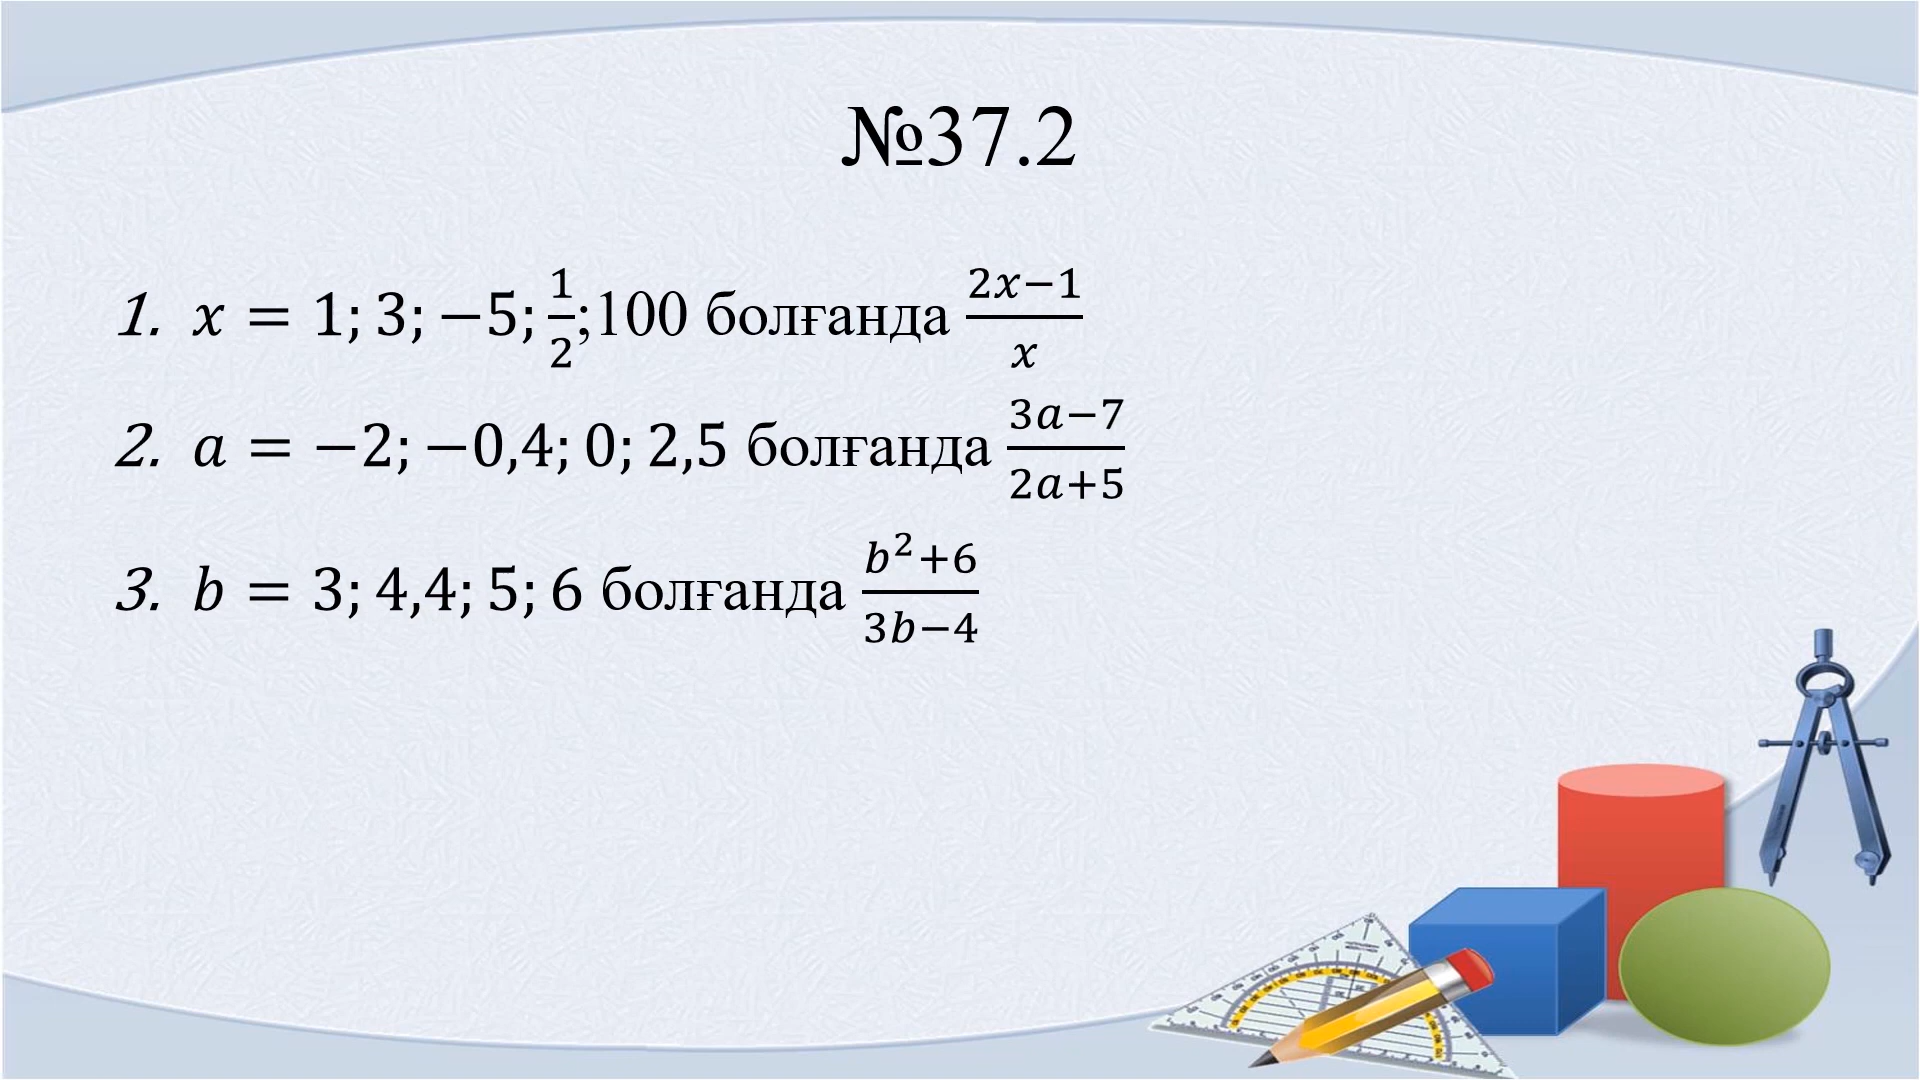 №37.2
1. x = 1; 3; −5; 1/2;100 болғанда (2x−1)/x
2. a = −2; −0,4; 0; 2,5 болғанда (3a−7)/(2a+5)
3. b = 3; 4,4; 5; 6 болғанда (b²+6)/(3b−4)